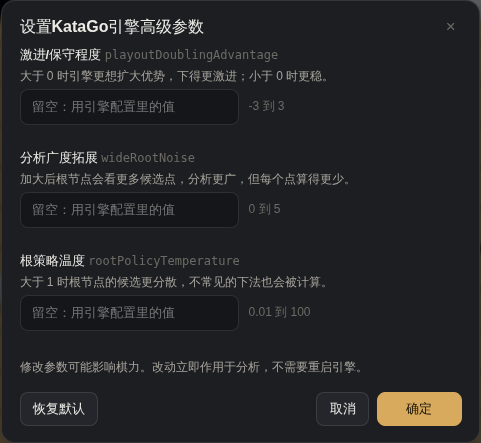 设置KataGo引擎高级参数 ×
激进/保守程度 playoutDoublingAdvantage
大于 0 时引擎更想扩大优势，下得更激进；小于 0 时更稳。
留空：用引擎配置里的值 -3 到 3
分析广度拓展 wideRootNoise
加大后根节点会看更多候选点，分析更广，但每个点算得更少。
留空：用引擎配置里的值 0 到 5
根策略温度 rootPolicyTemperature
大于 1 时根节点的候选更分散，不常见的下法也会被计算。
留空：用引擎配置里的值 0.01 到 100
修改参数可能影响棋力。改动立即作用于分析，不需要重启引擎。
恢复默认 取消 确定